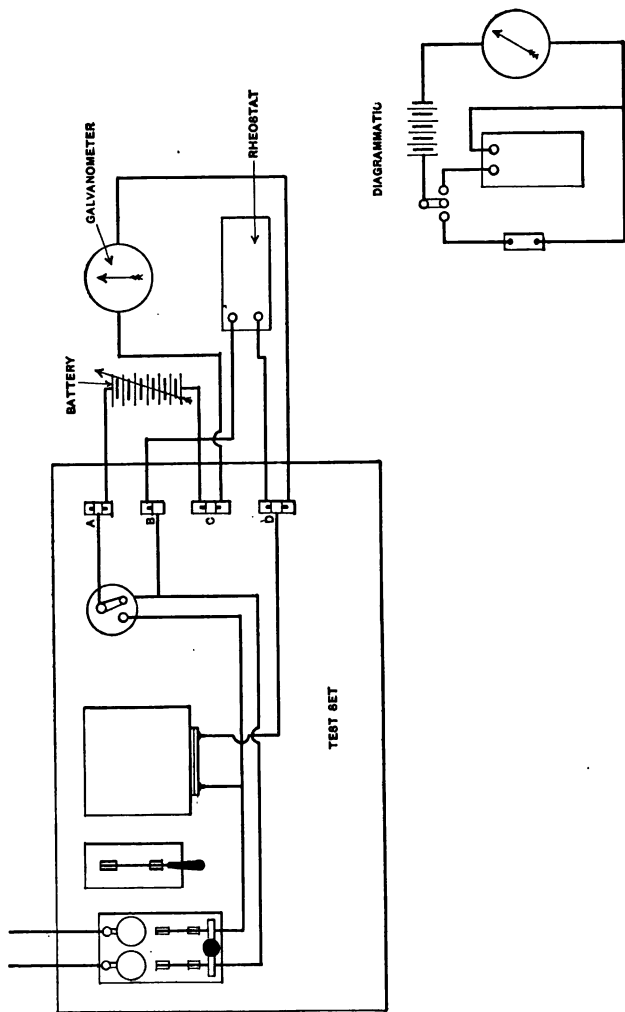 GALVANOMETER
RHEOSTAT
BATTERY
A
B
C
D
TEST SET
DIAGRAMMATIC